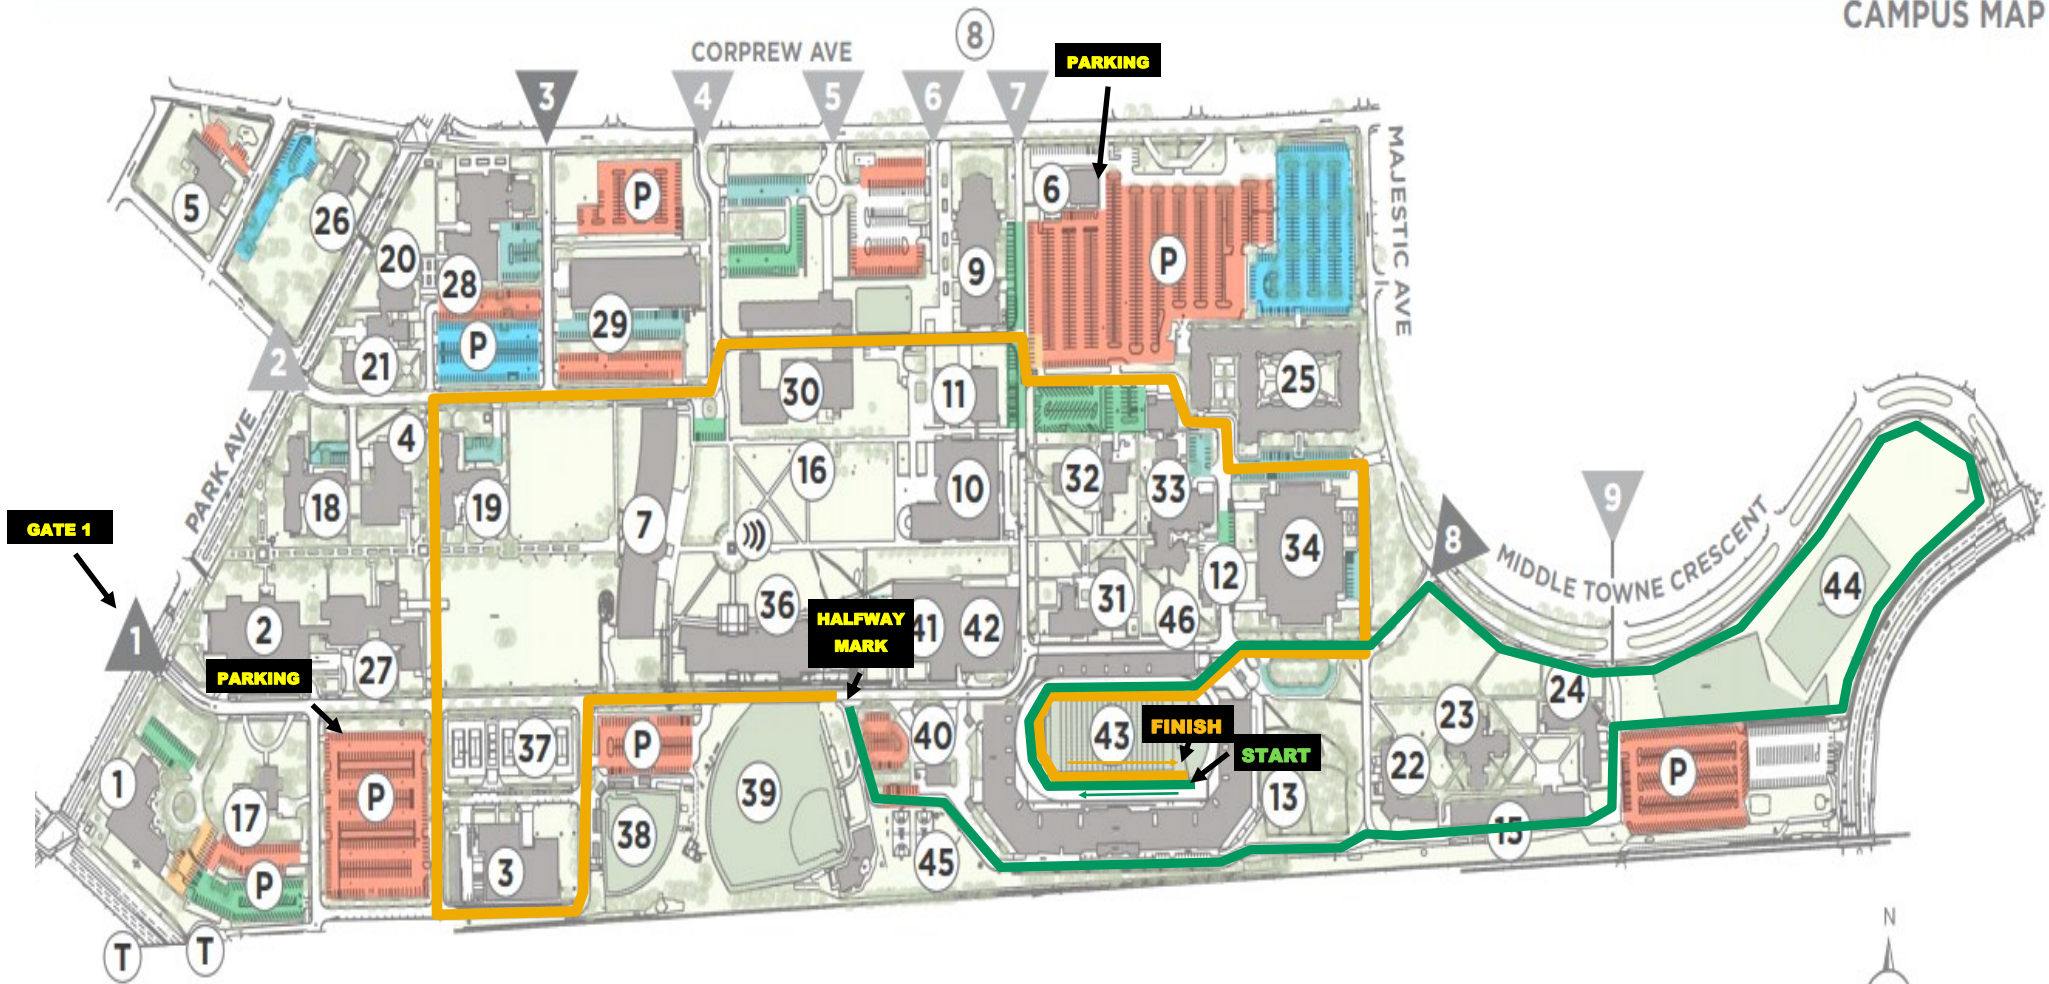 CAMPUS MAP
CORPREW AVE
8
PARKING
3
4
5
6
7
MAJESTIC AVE
5
26
20
28
P
29
P
21
2
9
6
P
25
30
11
PARK AVE
18
4
19
7
16
10
32
33
34
12
31
46
36
41
42
HALFWAY
MARK
GATE 1
1
2
27
PARKING
8
9
MIDDLE TOWNE CRESCENT
44
24
23
22
15
P
13
43
FINISH
START
40
45
39
P
38
37
3
P
1
17
P
T
T
N